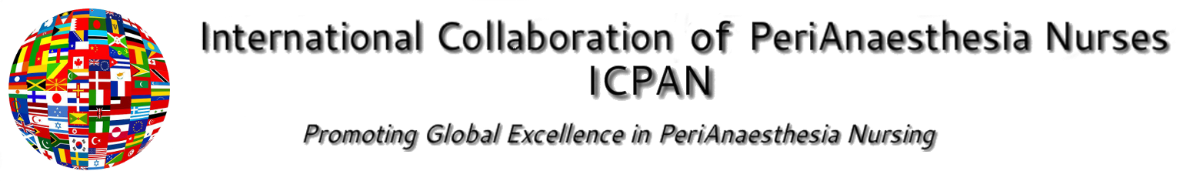 International Collaboration of PeriAnaesthesia Nurses
ICPAN
Promoting Global Excellence in PeriAnaesthesia Nursing